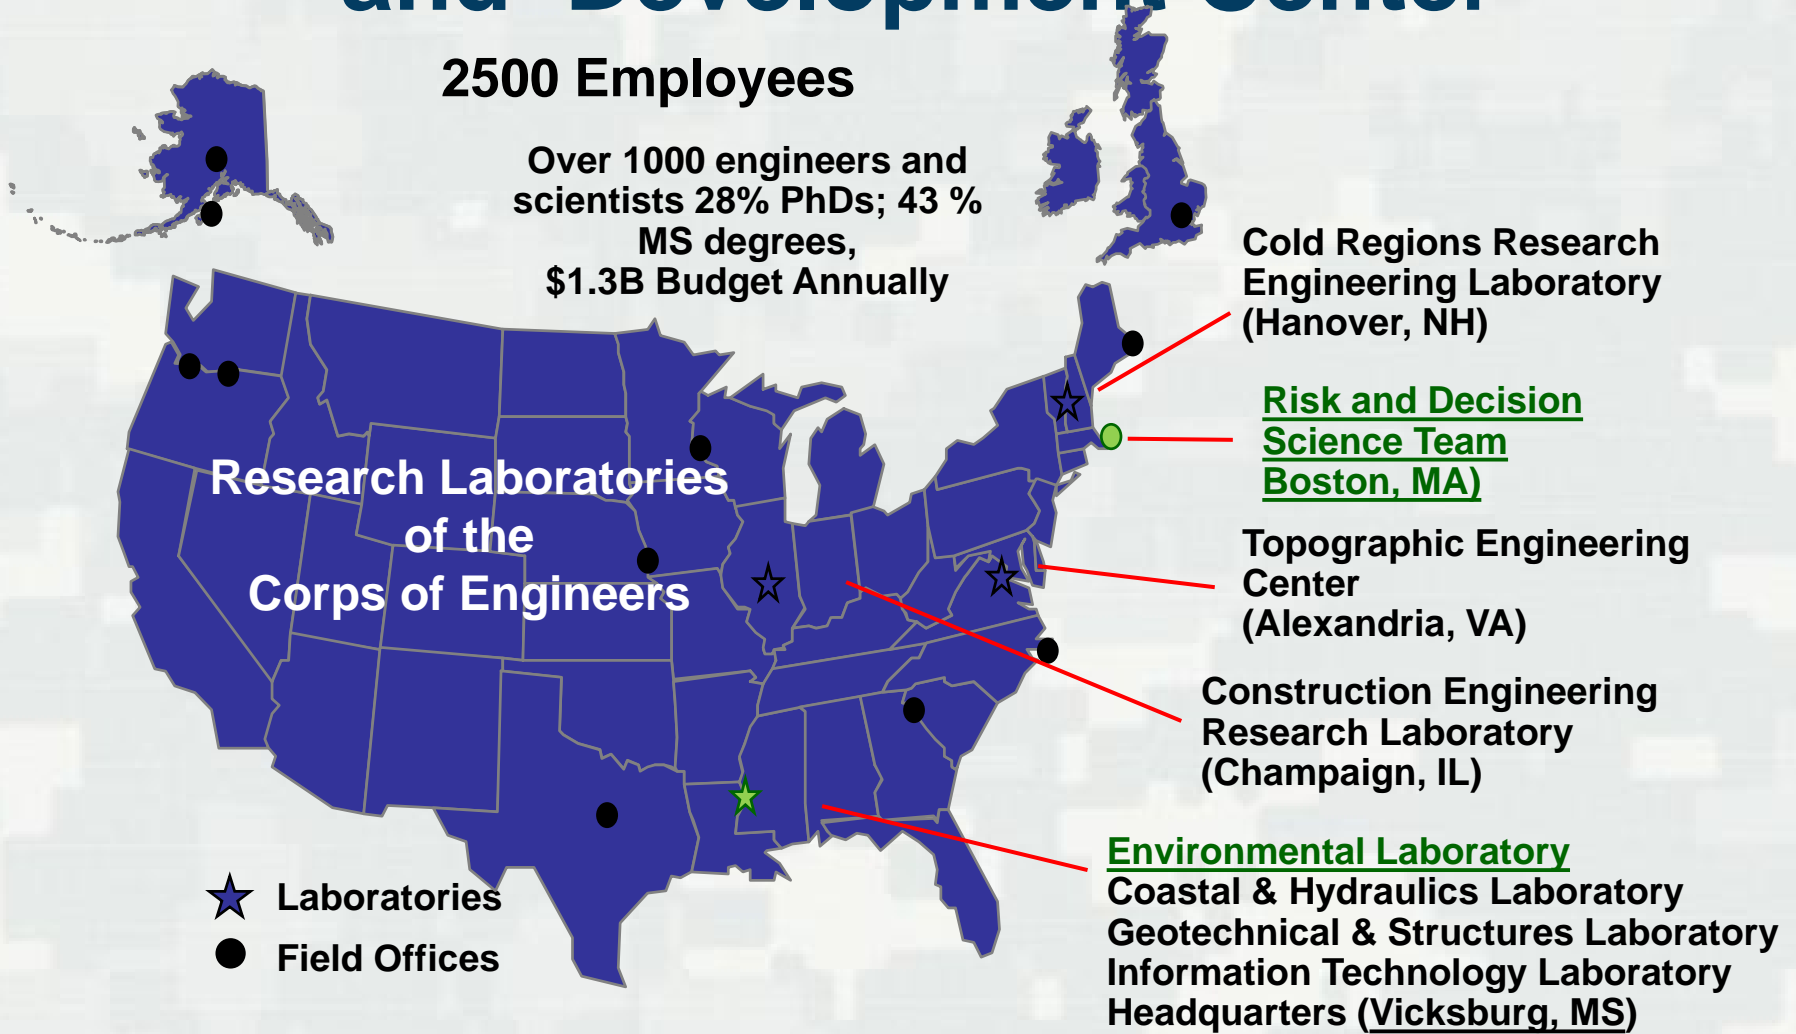 and Development Center
2500 Employees
Over 1000 engineers and
scientists 28% PhDs; 43 %
MS degrees,
$1.3B Budget Annually
Cold Regions Research
Engineering Laboratory
(Hanover, NH)
Risk and Decision
Science Team
Boston, MA)
Research Laboratories
of the
Corps of Engineers
Topographic Engineering
Center
(Alexandria, VA)
Construction Engineering
Research Laboratory
(Champaign, IL)
Environmental Laboratory
Coastal & Hydraulics Laboratory
Geotechnical & Structures Laboratory
Information Technology Laboratory
Headquarters (Vicksburg, MS)
Laboratories
Field Offices